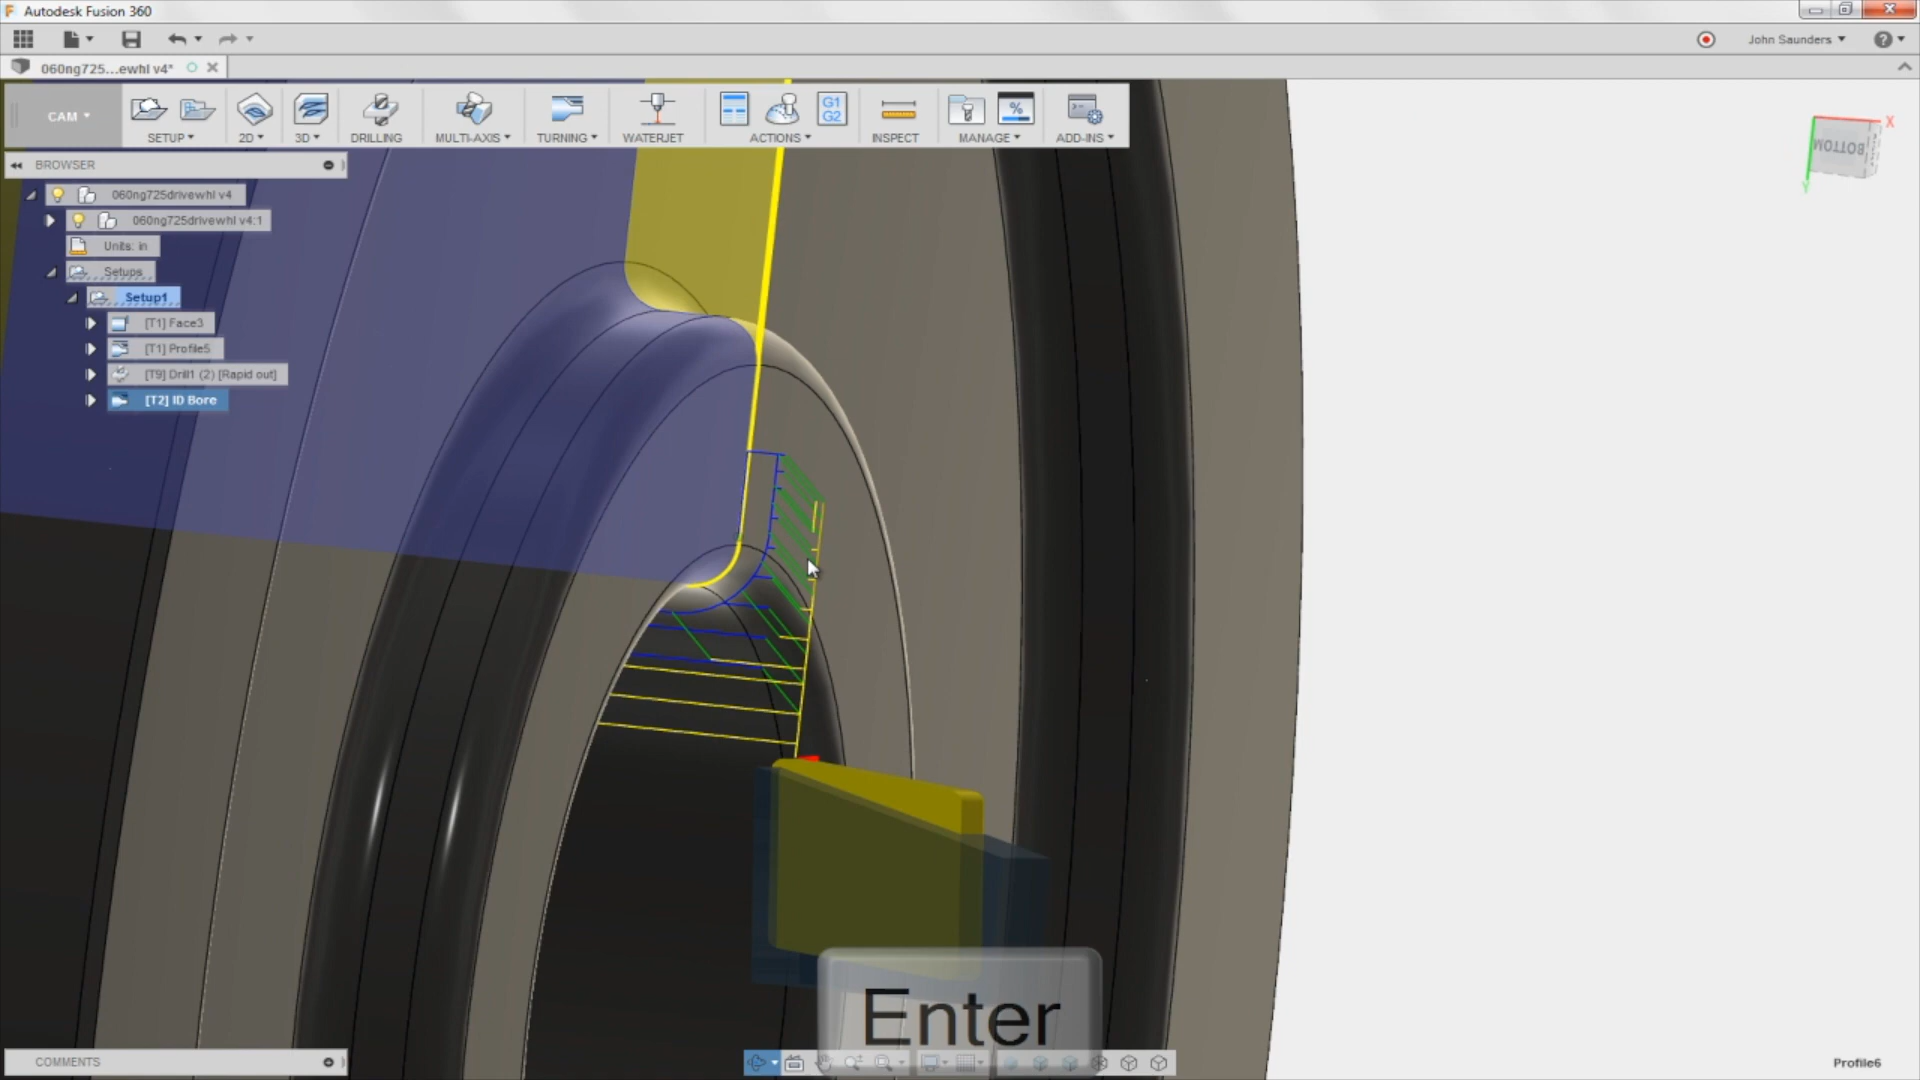 Autodesk Fusion 360
John Saunders
060ng725...ewhl v4*
CAM
SETUP
2D
3D
DRILLING
MULTI-AXIS
TURNING
WATERJET
G1
G2
ACTIONS
INSPECT
%
MANAGE
ADD-INS
X
BOTTOM
Y
BROWSER
060ng725drivewhl v4
060ng725drivewhl v4:1
Units: in
Setups
Setup1
[T1] Face3
[T1] Profile5
[T9] Drill1 (2) [Rapid out]
[T2] ID Bore
Enter
COMMENTS
Profile6